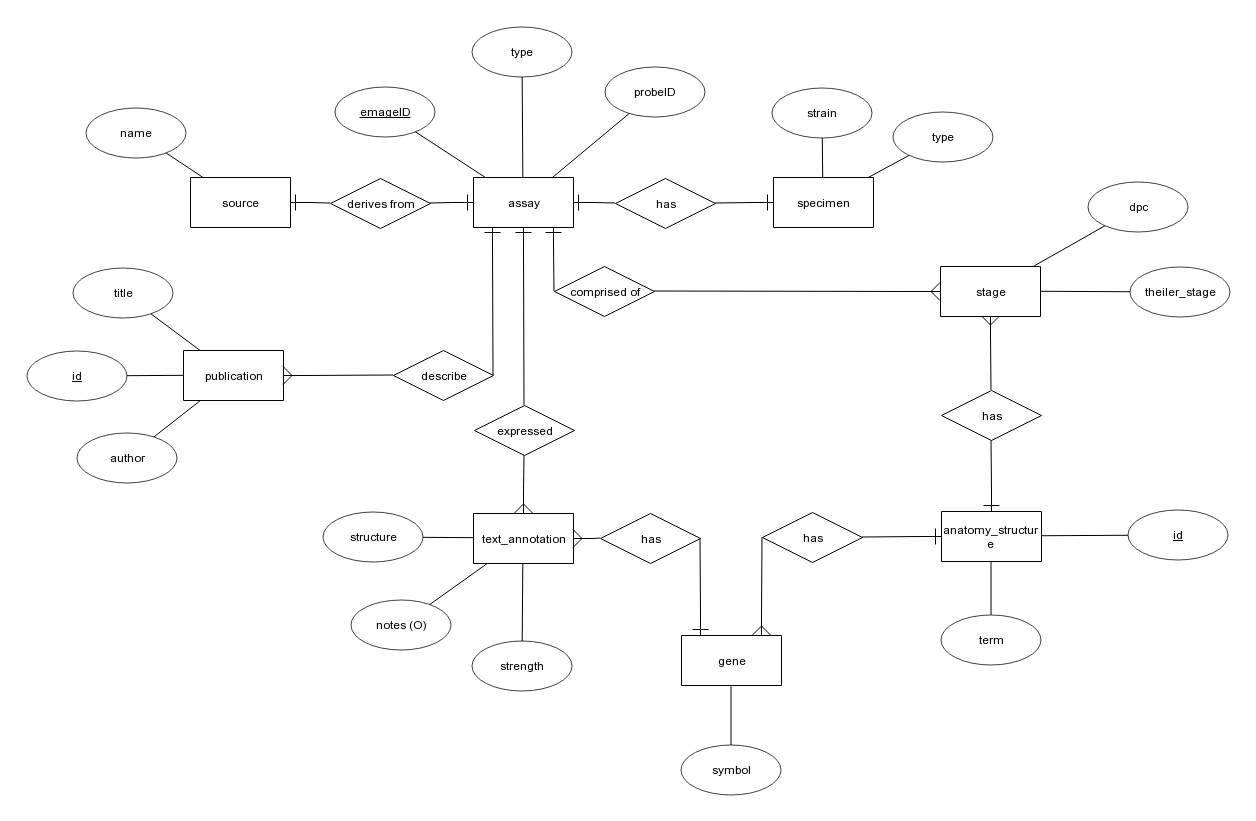 type
probeID
emageID
strain
name
type
source
derives from
assay
has
specimen
dpc
title
comprised of
stage
theiler_stage
id
publication
describe
has
expressed
author
structure
text_annotation
has
has
anatomy_structur
e
id
notes (O)
strength
gene
term
symbol